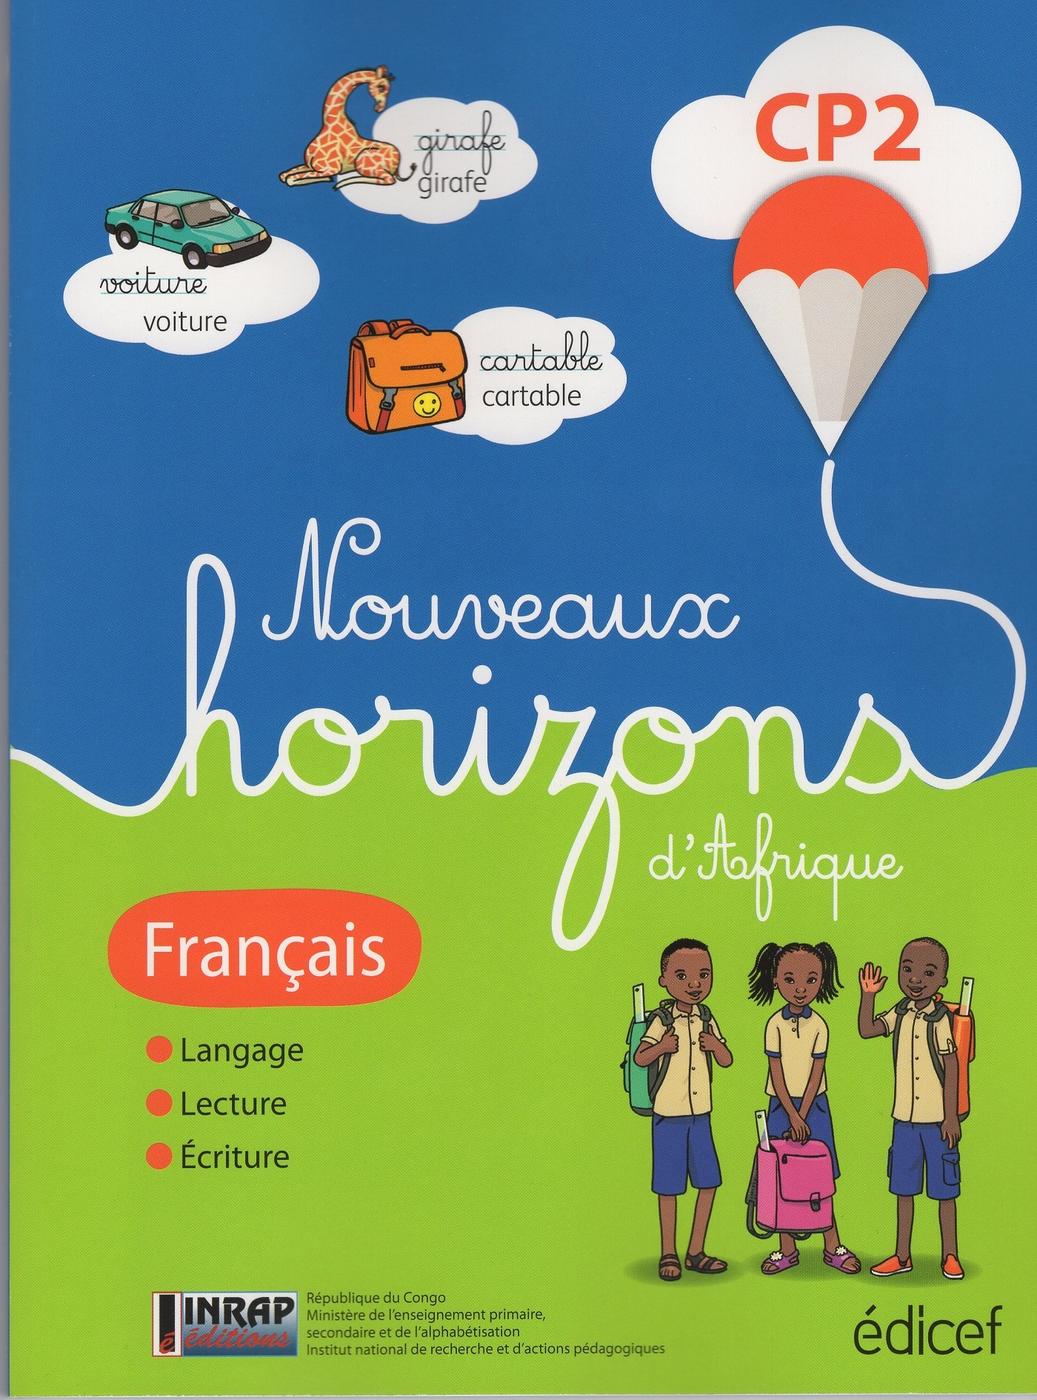 CP2
girafe
girafe
voiture
voiture
cartable
cartable
Nouveaux
horizons
d'Afrique
Français
Langage
Lecture
Écriture
INRAP
é éditions
République du Congo
Ministère de l'enseignement primaire,
secondaire et de l'alphabétisation
Institut national de recherche et d'actions pédagogiques
édicef